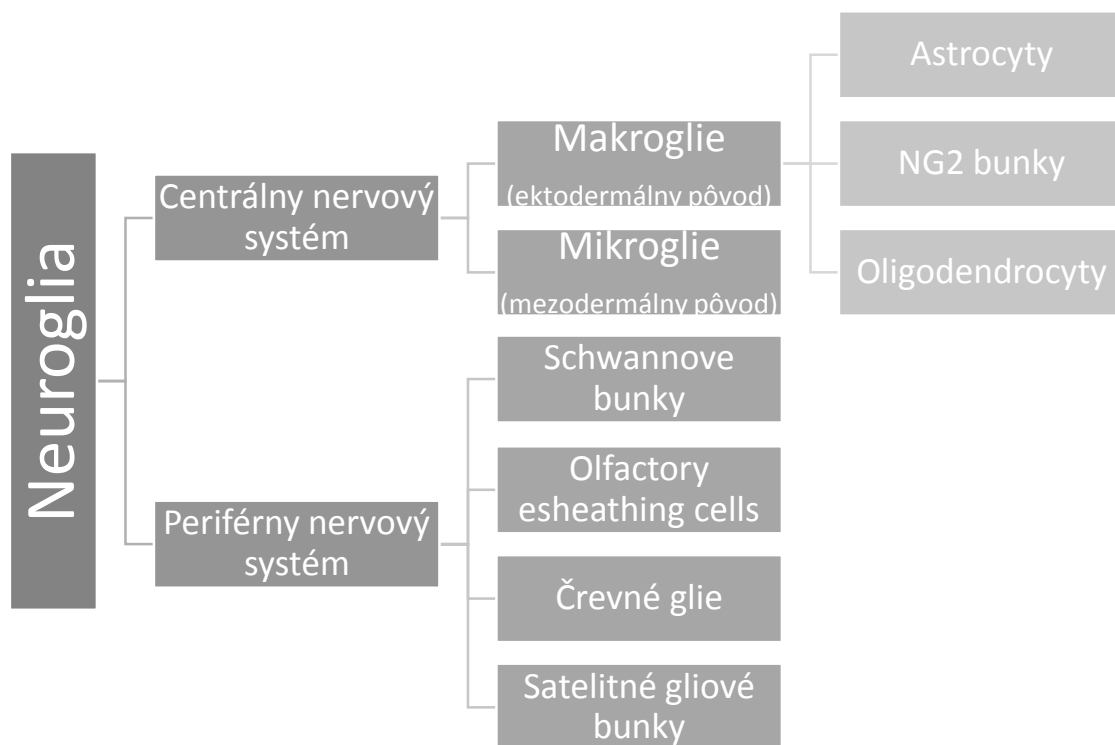 Neuroglia
Centrálny nervový
systém
Makroglie
(ektodermálny pôvod)
Astrocyty
NG2 bunky
Oligodendrocyty
Mikroglie
(mezodermálny pôvod)
Periférny nervový
systém
Schwannove
bunky
Olfactory
esheathing cells
Črevné glie
Satelitné gliové
bunky